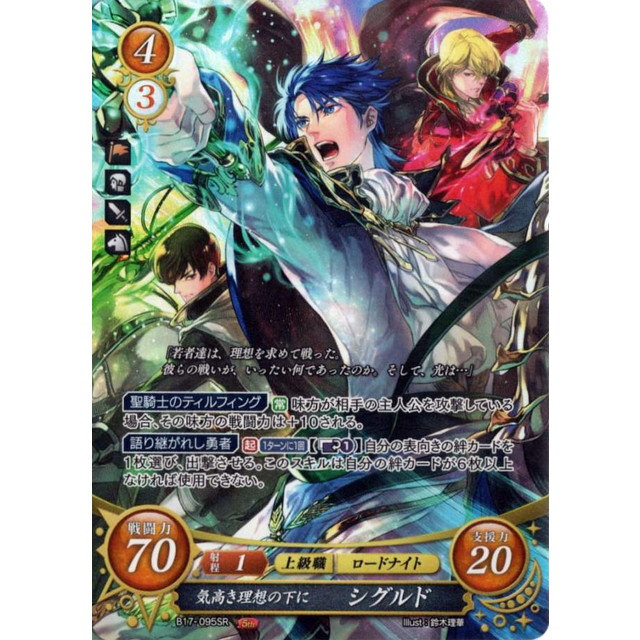 4
3
「若者達は、理想を求めて戦った。
彼らの戦いが、いったい何であったのか。そして、光は…」
聖騎士のティルフィング 常 味方が相手の主人公を攻撃している
場合、その味方の戦闘力は+10される。
語り継がれし勇者 起 1ターンに1回【 1】自分の表向きの絆カードを
1枚選び、出撃させる。このスキルは自分の絆カードが6枚以上
なければ使用できない。
戦闘力
70
射程 1
上級職
ロードナイト
支援力
20
気高き理想の下に シグルド
B17-095SR
Illust:鈴木理華